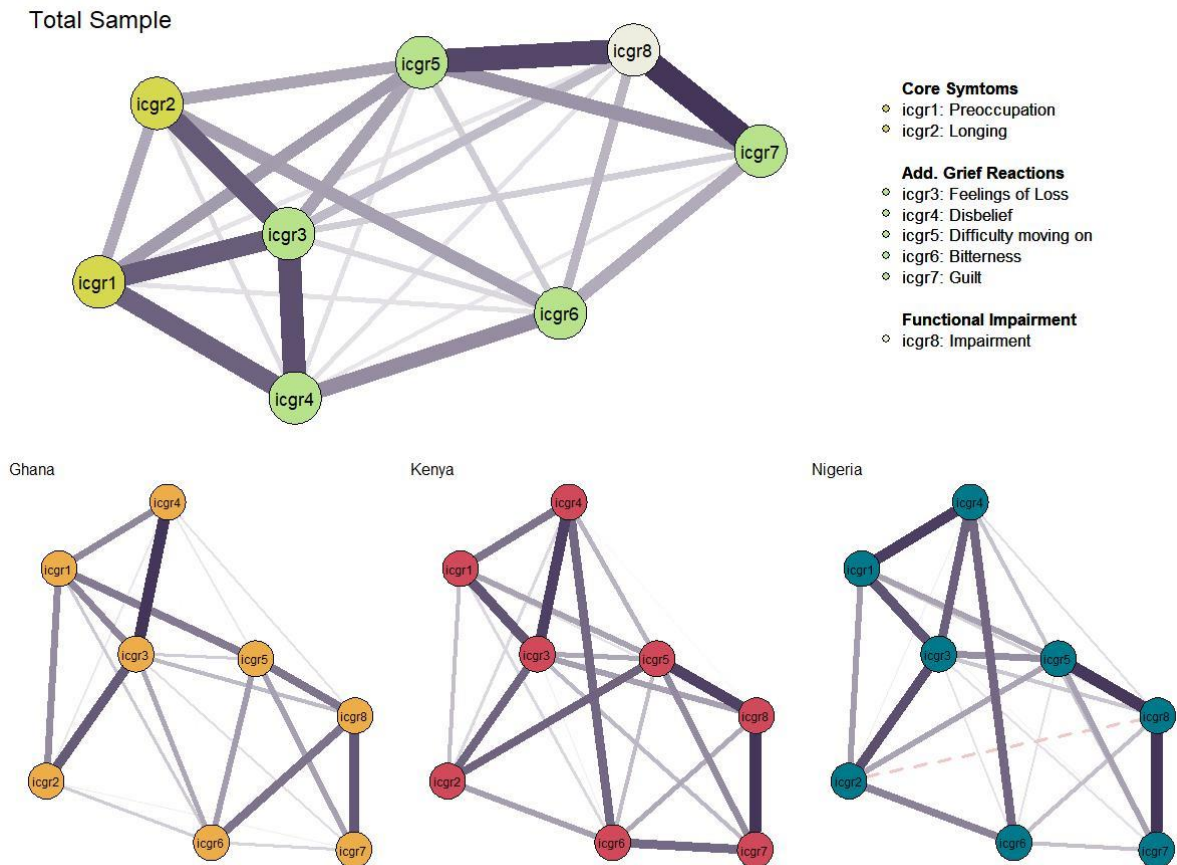 Total Sample
icgr5
icgr8
icgr2
icgr7
icgr3
icgr1
icgr6
icgr4
Core Symtoms
icgr1: Preoccupation
icgr2: Longing
Add. Grief Reactions
icgr3: Feelings of Loss
icgr4: Disbelief
icgr5: Difficulty moving on
icgr6: Bitterness
icgr7: Guilt
Functional Impairment
icgr8: Impairment
Ghana
icgr4
icgr1
icgr3
icgr5
icgr8
icgr2
icgr6
icgr7
Kenya
icgr4
icgr1
icgr3
icgr5
icgr8
icgr2
icgr6
icgr7
Nigeria
icgr4
icgr1
icgr3
icgr5
icgr8
icgr2
icgr6
icgr7